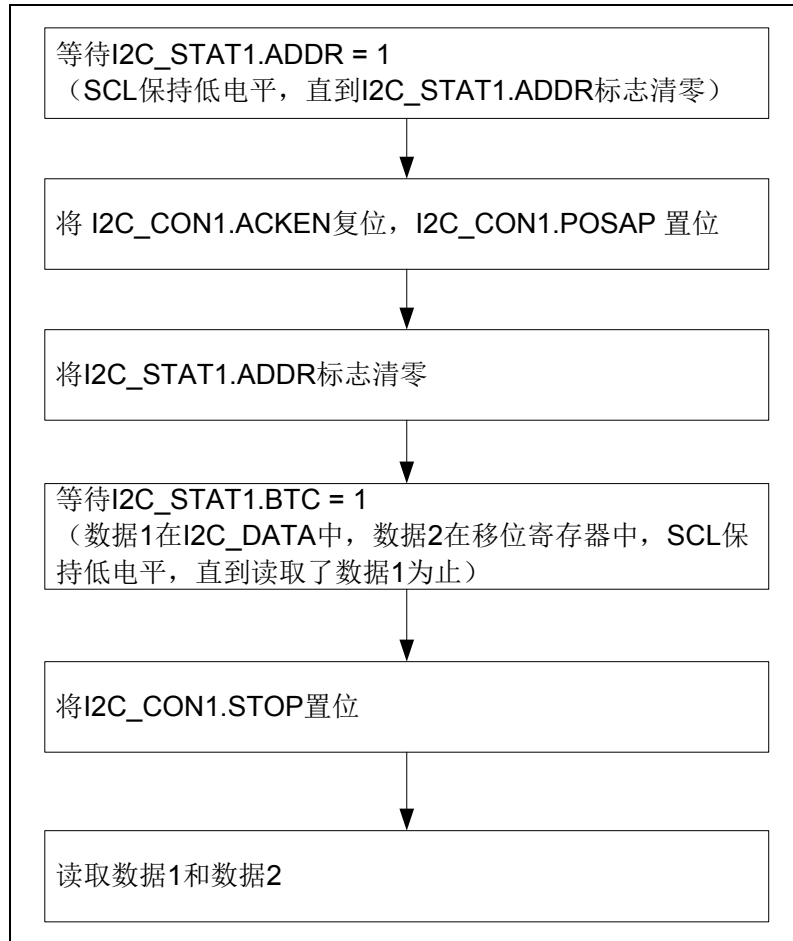 等待I2C_STAT1.ADDR = 1
（SCL保持低电平，直到I2C_STAT1.ADDR标志清零）
将 I2C_CON1.ACKEN复位，I2C_CON1.POSAP 置位
将I2C_STAT1.ADDR标志清零
等待I2C_STAT1.BTC = 1
（数据1在I2C_DATA中，数据2在移位寄存器中，SCL保
持低电平，直到读取了数据1为止）
将I2C_CON1.STOP置位
读取数据1和数据2